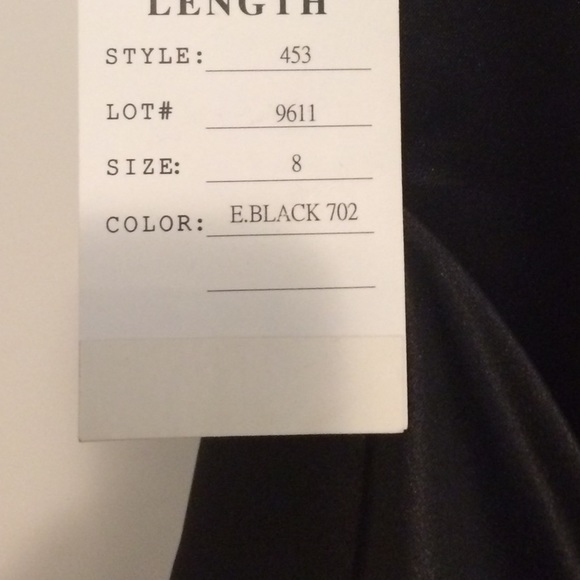 LENGTH
STYLE: 453
LOT# 9611
SIZE: 8
COLOR: E.BLACK 702